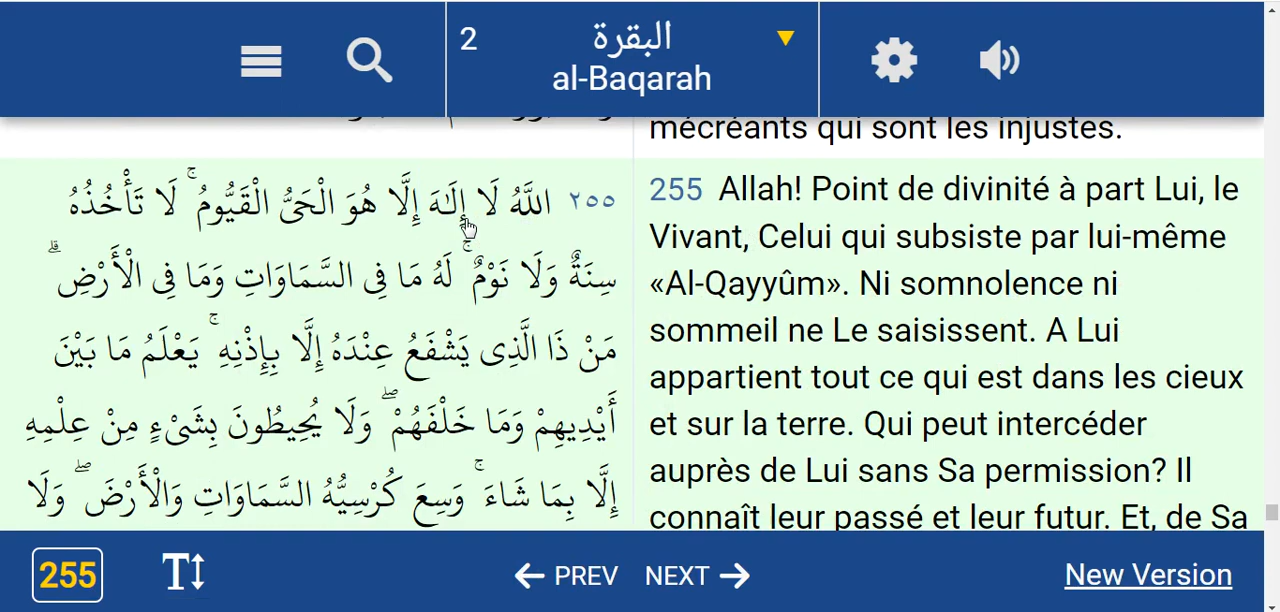 2
البقرة
al-Baqarah
mécréants qui sont les injustes.
٢٥٥ اللَّهُ لَا إِلَـٰهَ إِلَّا هُوَ الْحَىُّ الْقَيُّومُ ۚ لَا تَأْخُذُهُ
سِنَةٌ وَلَا نَوْمٌ ۚ لَهُ مَا فِى السَّمَاوَاتِ وَمَا فِى الْأَرْضِ ۗ
مَنْ ذَا الَّذِى يَشْفَعُ عِنْدَهُ إِلَّا بِإِذْنِهِ ۚ يَعْلَمُ مَا بَيْنَ
أَيْدِيهِمْ وَمَا خَلْفَهُمْ ۖ وَلَا يُحِيطُونَ بِشَىْءٍ مِنْ عِلْمِهِ
إِلَّا بِمَا شَاءَ ۚ وَسِعَ كُرْسِيُّهُ السَّمَاوَاتِ وَالْأَرْضَ ۖ وَلَا
255 Allah! Point de divinité à part Lui, le
Vivant, Celui qui subsiste par lui-même
«Al-Qayyûm». Ni somnolence ni
sommeil ne Le saisissent. A Lui
appartient tout ce qui est dans les cieux
et sur la terre. Qui peut intercéder
auprès de Lui sans Sa permission? Il
connaît leur passé et leur futur. Et, de Sa
255
T
PREV
NEXT
New Version